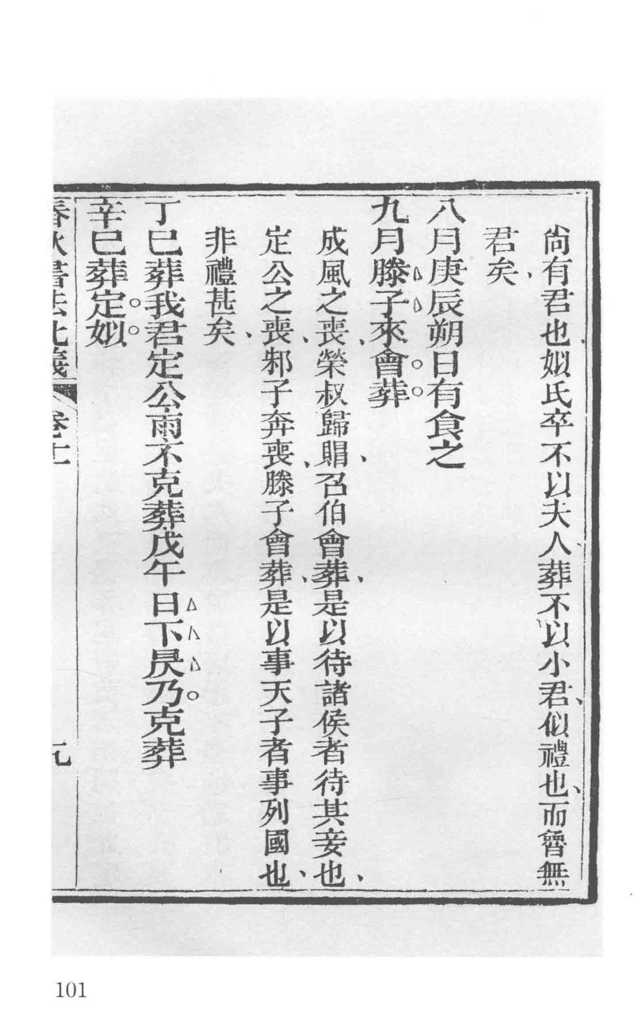 尚有君也姒氏卒不以夫人葬不以小君、似禮也、而魯無
君矣、
八月庚辰朔日有食之
九月滕子來會葬
成風之喪、榮叔歸賵、召伯會葬、是以待諸侯者待其妾也、
定公之喪、邾子奔喪、滕子會葬、是以事天子者事列國也、
非禮甚矣、
丁巳葬我君定公雨不克葬戊午日下昃乃克葬
辛巳葬定姒
春秋書法比義 卷十一 九
101